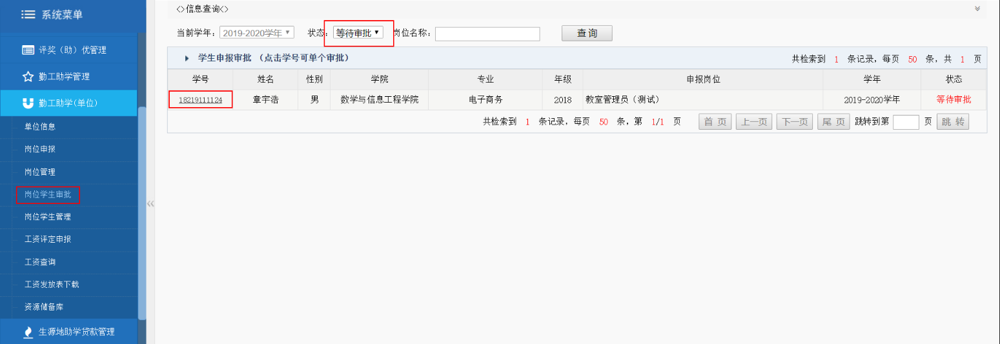 系统菜单
评奖（助）优管理
勤工助学管理
勤工助学(单位)
单位信息
岗位申报
岗位管理
岗位学生审批
岗位学生管理
工资评定申报
工资查询
工资发放表下载
资源储备库
生源地助学贷款管理
<>信息查询<>
当前学年: 2019-2020学年 状态: 等待审批 岗位名称: 查 询
学生申报审批 （点击学号可单个审批） 共检索到 1 条记录，每页 50 条，共 1 页
学号 姓名 性别 学院 专业 年级 申报岗位 学年 状态
18219111124 章宇浩 男 数学与信息工程学院 电子商务 2018 教室管理员（测试） 2019-2020学年 等待审批
共检索到 1 条记录，每页 50 条，第 1/1 页 首 页 上一页 下一页 尾 页 跳转到第 页 跳 转